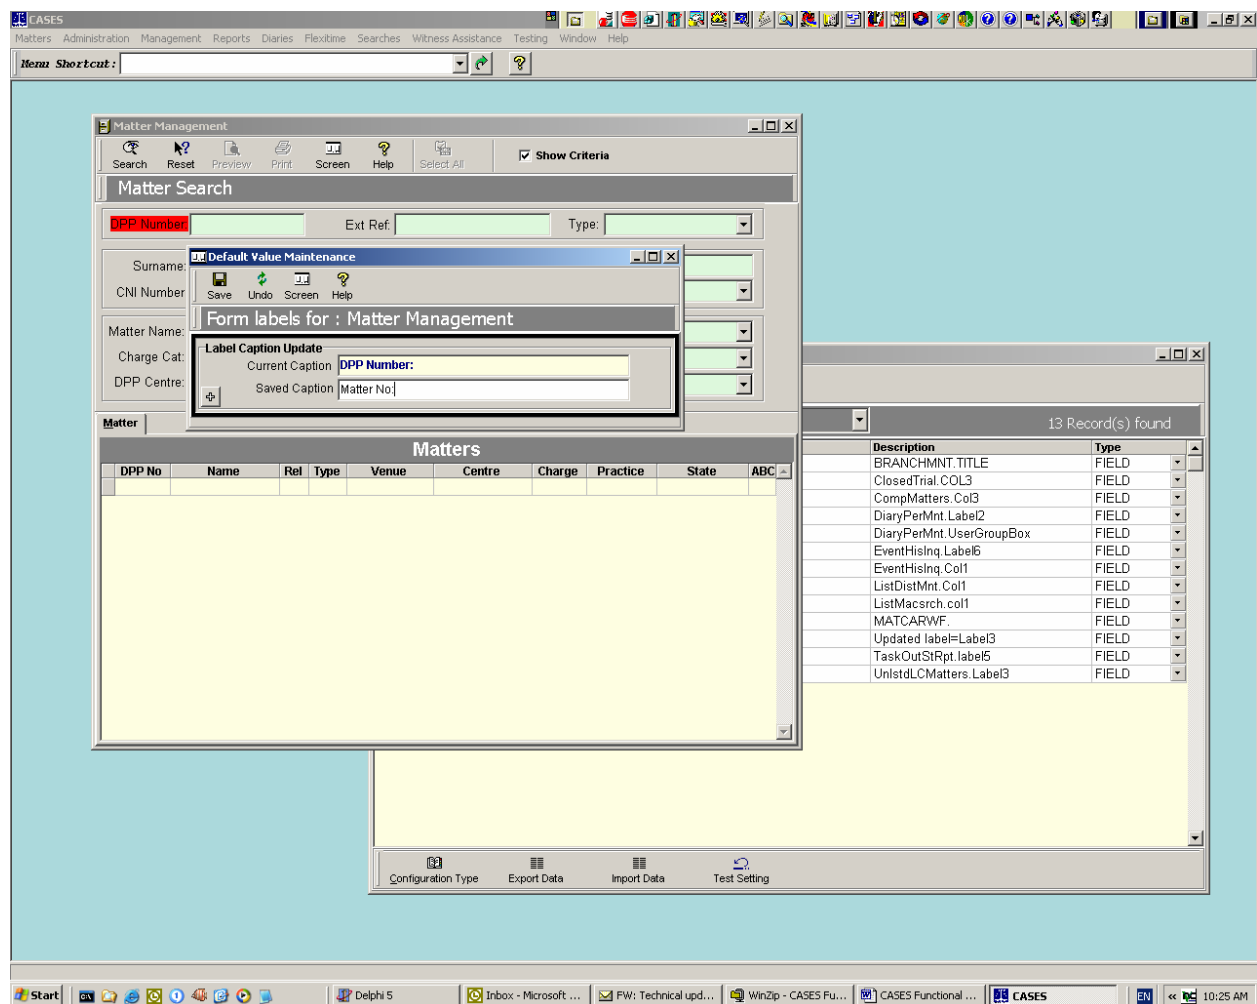 CASES
Matters Administration Management Reports Diaries Flexitime Searches Witness Assistance Testing Window Help
Menu Shortcut:
Matter Management
Search Reset Preview Print Screen Help Select All Show Criteria
Matter Search
DPP Number: Ext Ref: Type:
Surname:
CNI Number
Matter Name:
Charge Cat:
DPP Centre:
Default Value Maintenance
Save Undo Screen Help
Form labels for : Matter Management
Label Caption Update
Current Caption DPP Number:
Saved Caption Matter No:
Matter
Matters
DPP No Name Rel Type Venue Centre Charge Practice State ABC
13 Record(s) found
Description Type
BRANCHMNT.TITLE FIELD
ClosedTrial.COL3 FIELD
CompMatters.Col3 FIELD
DiaryPerMnt.Label2 FIELD
DiaryPerMnt.UserGroupBox FIELD
EventHisInq.Label6 FIELD
EventHisInq.Col1 FIELD
ListDistMnt.Col1 FIELD
ListMacsrch.col1 FIELD
MATCARWF. FIELD
Updated label=Label3 FIELD
TaskOutStRpt.label5 FIELD
UnlstdLCMatters.Label3 FIELD
Configuration Type Export Data Import Data Test Setting
Start Delphi 5 Inbox - Microsoft ... FW: Technical upd... WinZip - CASES Fu... CASES Functional ... CASES EN « 10:25 AM